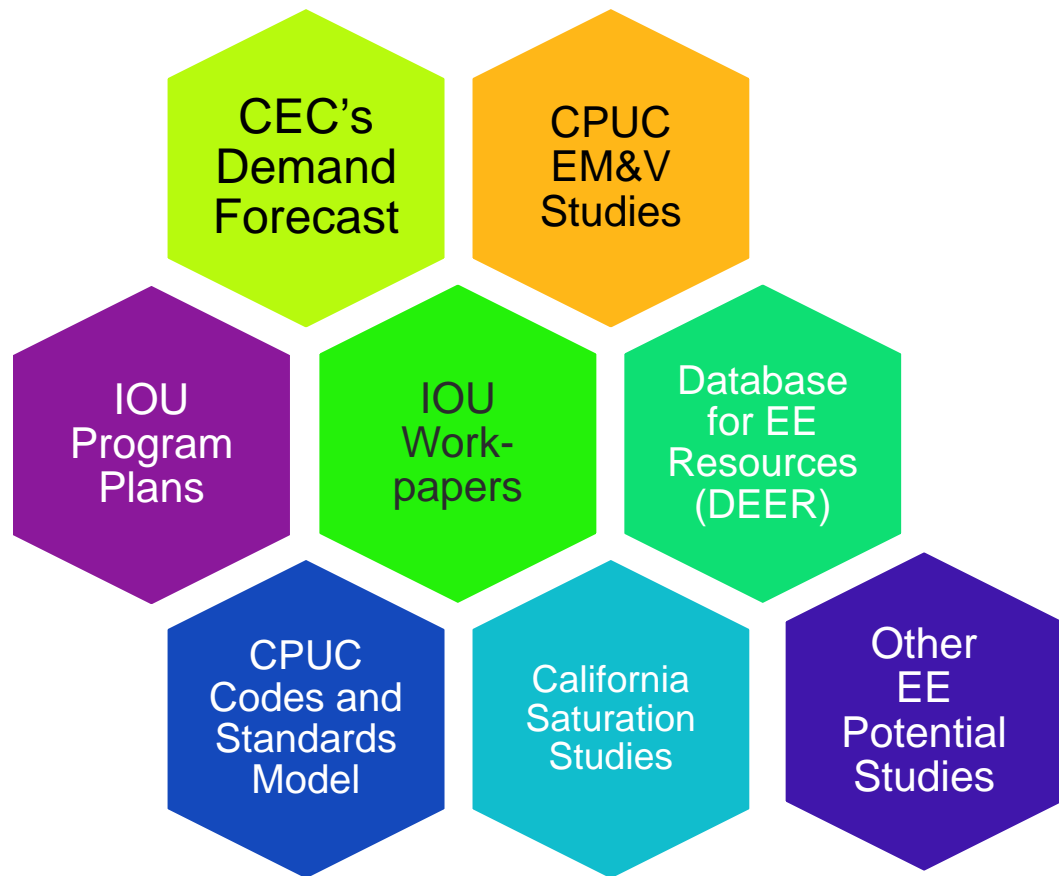 CEC's
Demand
Forecast
CPUC
EM&V
Studies
IOU
Program
Plans
IOU
Work-
papers
Database
for EE
Resources
(DEER)
CPUC
Codes and
Standards
Model
California
Saturation
Studies
Other
EE
Potential
Studies